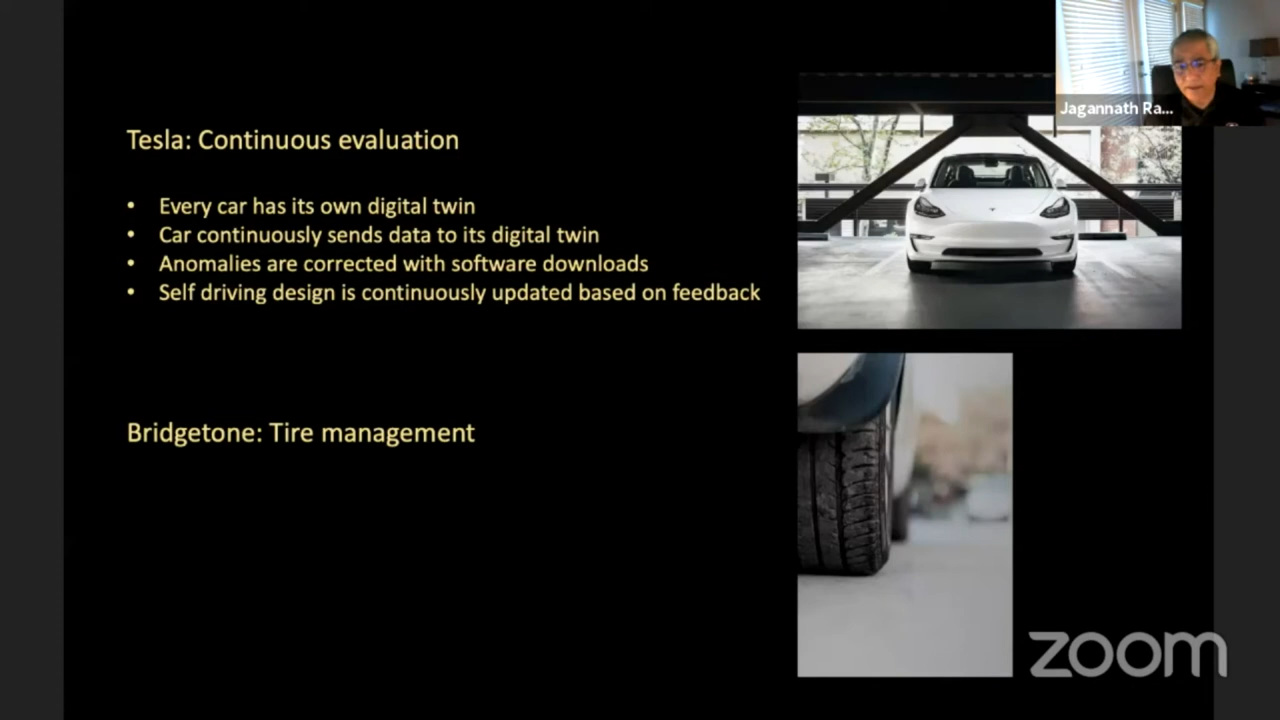 Jagannath Ra...
Tesla: Continuous evaluation
• Every car has its own digital twin
• Car continuously sends data to its digital twin
• Anomalies are corrected with software downloads
• Self driving design is continuously updated based on feedback
Bridgetone: Tire management
zoom